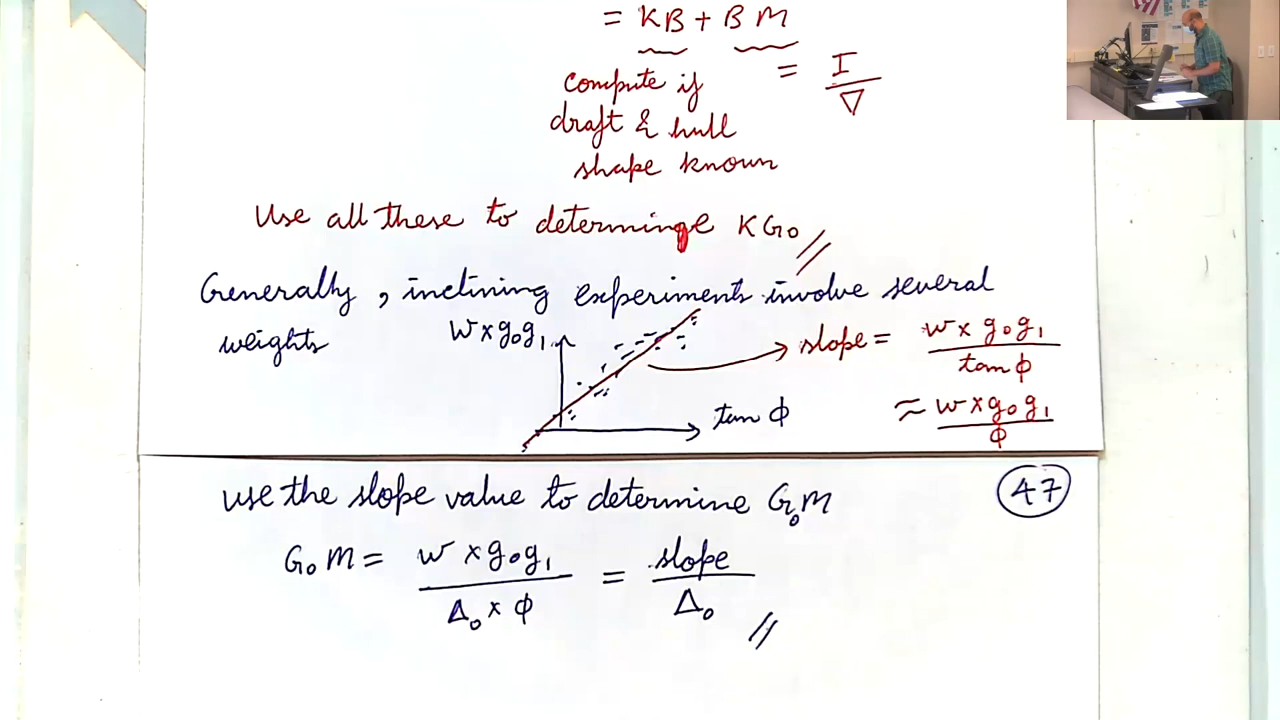 = KB + BM
compute if = I/∇
draft & hull
shape known
Use all these to determinge KG₀ //
Generally, inclining experiments involve several
weights
w x g₀g₁
slope = w x g₀g₁ / tan ϕ
tan ϕ
≈ w x g₀g₁ / ϕ
use the slope value to determine G₀M
47
G₀M = w x g₀g₁ / Δ₀ x ϕ = slope / Δ₀ //